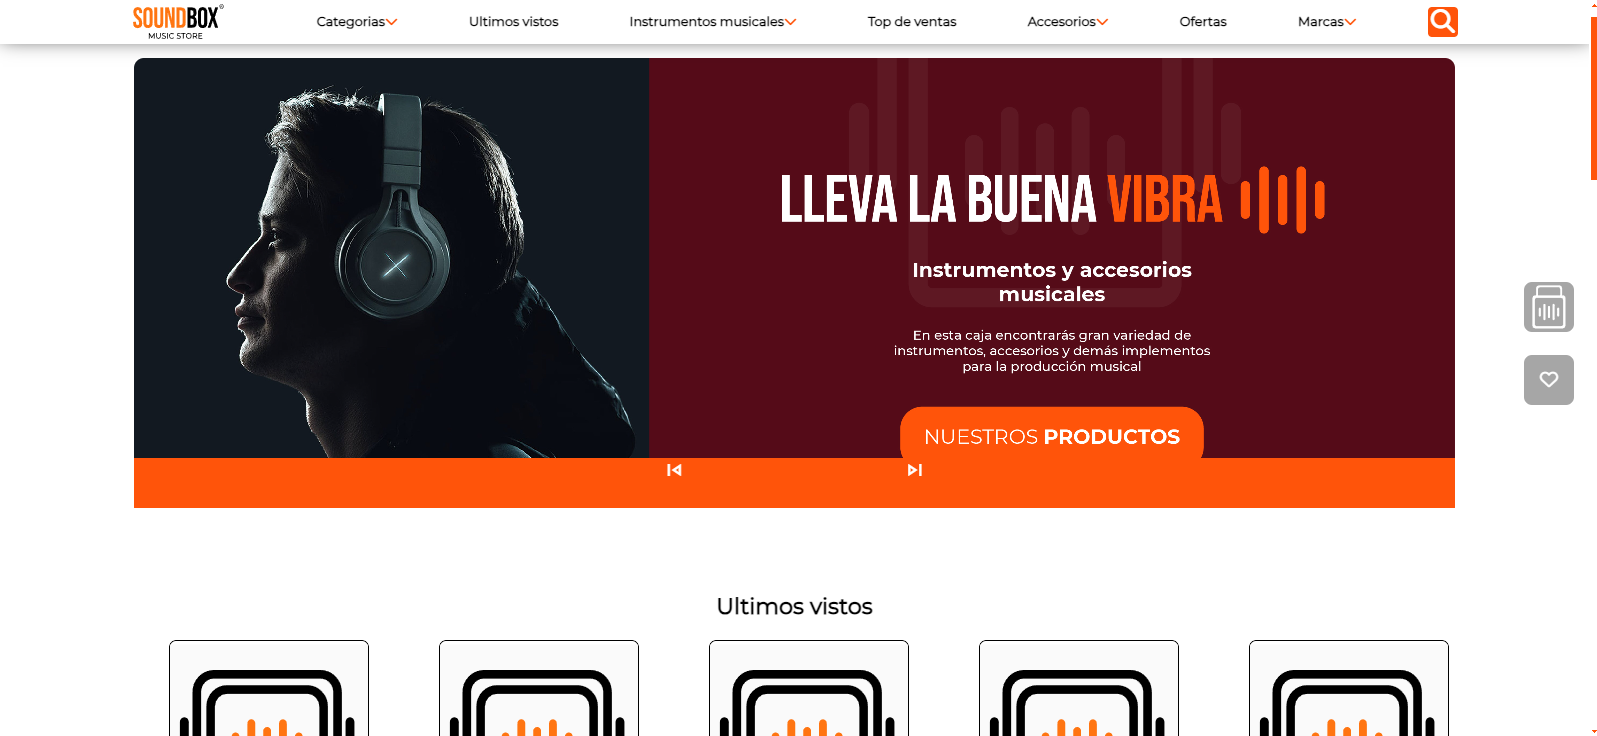 SOUNDBOX®
MUSIC STORE
Categorias
Ultimos vistos
Instrumentos musicales
Top de ventas
Accesorios
Ofertas
Marcas
LLEVA LA BUENA VIBRA
Instrumentos y accesorios
musicales
En esta caja encontrarás gran variedad de
instrumentos, accesorios y demás implementos
para la producción musical
NUESTROS PRODUCTOS
Ultimos vistos